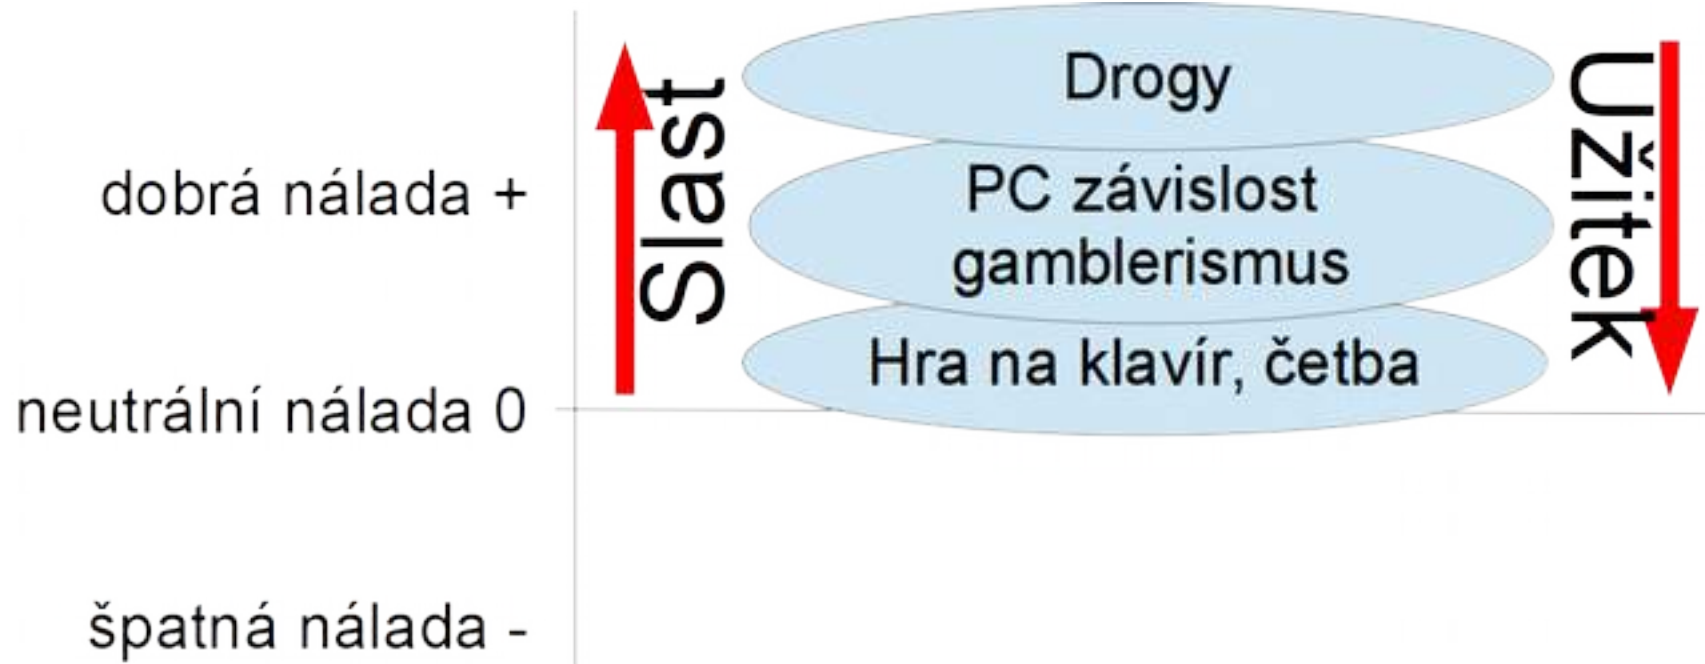 dobrá nálada +
neutrální nálada 0
špatná nálada -
Slast
Drogy
PC závislost
gamblerismus
Hra na klavír, četba
Užitek